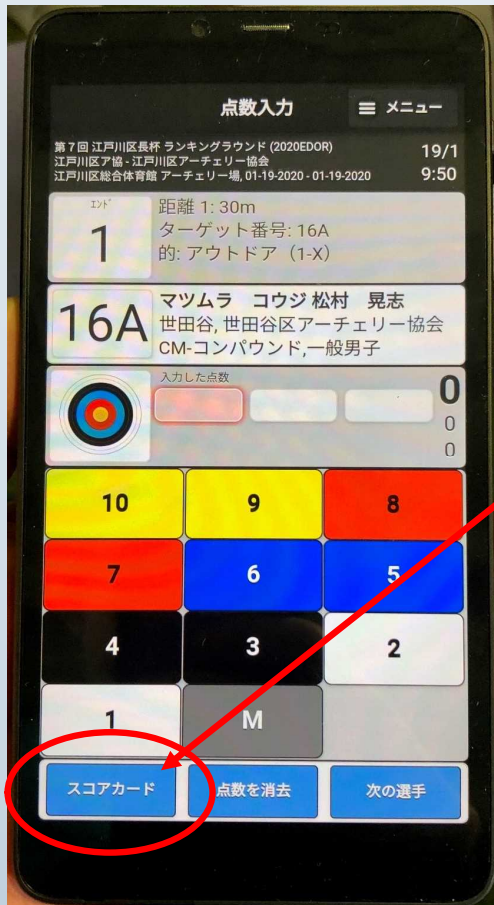 点数入力
≡ メニュー
第7回 江戸川区長杯 ランキングラウンド (2020EDOR)
江戸川区ア協 - 江戸川区アーチェリー協会
江戸川区総合体育館 アーチェリー場, 01-19-2020 - 01-19-2020
19/1
9:50
エンド
1
距離 1: 30m
ターゲット番号: 16A
的: アウトドア（1-X）
16A
マツムラ コウジ 松村 晃志
世田谷, 世田谷区アーチェリー協会
CM-コンパウンド,一般男子
入力した点数
0
0
0
10 9 8
7 6 5
4 3 2
1 M
スコアカード 点数を消去 次の選手